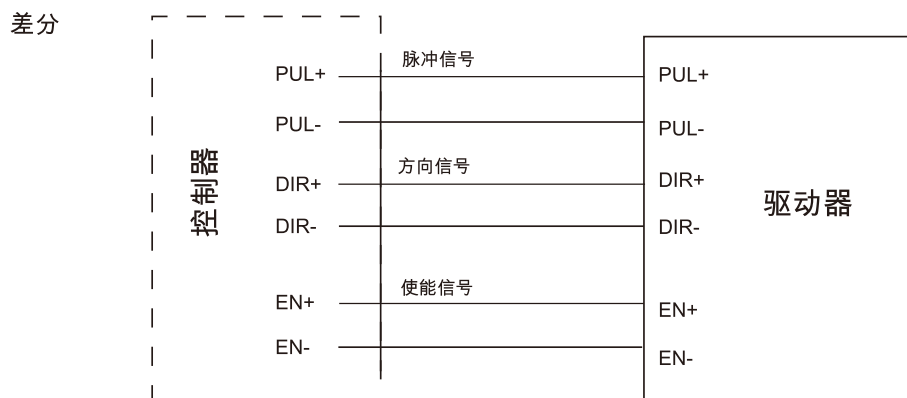 差分
脉冲信号
PUL+
PUL+
PUL-
PUL-
方向信号
DIR+
DIR+
控制器
驱动器
DIR-
DIR-
使能信号
EN+
EN+
EN-
EN-